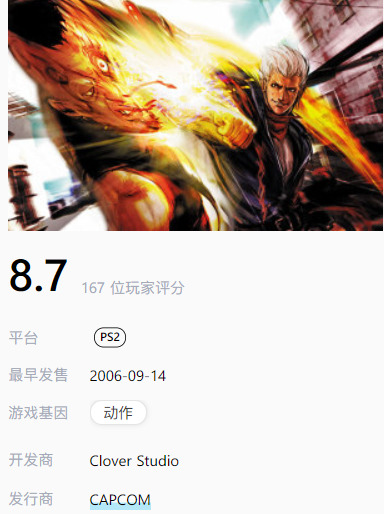 8.7 167 位玩家评分
平台 PS2
最早发售 2006-09-14
游戏基因 动作
开发商 Clover Studio
发行商 CAPCOM